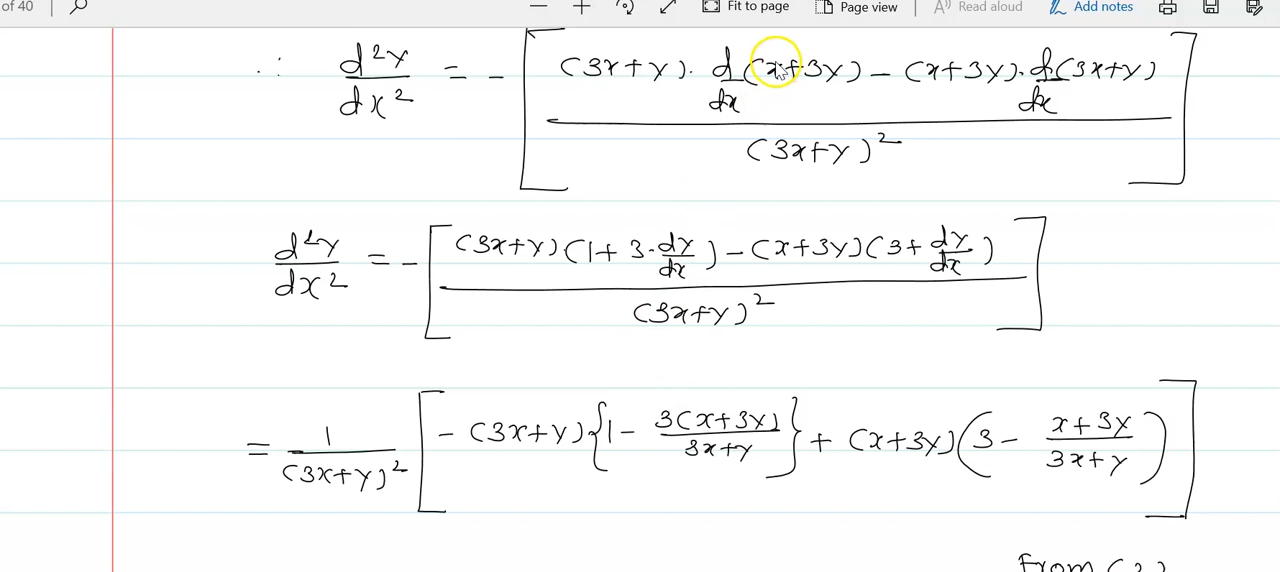 of 40 Fit to page Page view Read aloud Add notes
∴ d²y/dx² = - [ (3x+y)· d/dx (x+3y) - (x+3y)· d/dx (3x+y) / (3x+y)² ]
d²y/dx² = - [ (3x+y)(1+3·dy/dx) - (x+3y)(3+dy/dx) / (3x+y)² ]
= 1/(3x+y)² [ -(3x+y){1 - 3(x+3y)/3x+y} + (x+3y)(3 - x+3y/3x+y) ]
From